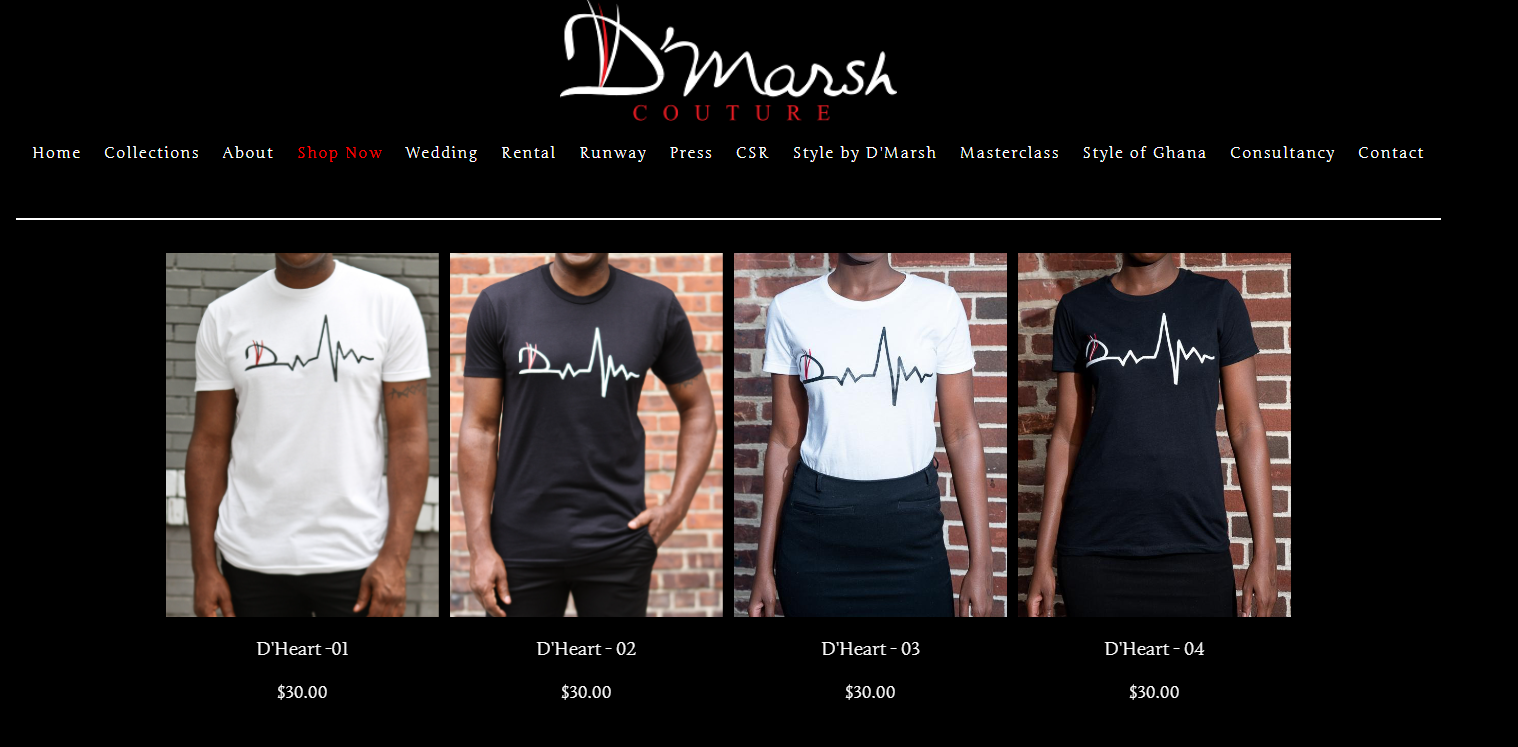 D'Marsh
COUTURE
Home Collections About Shop Now Wedding Rental Runway Press CSR Style by D'Marsh Masterclass Style of Ghana Consultancy Contact
D D D D
D'Heart -01 D'Heart - 02 D'Heart - 03 D'Heart - 04
$30.00 $30.00 $30.00 $30.00